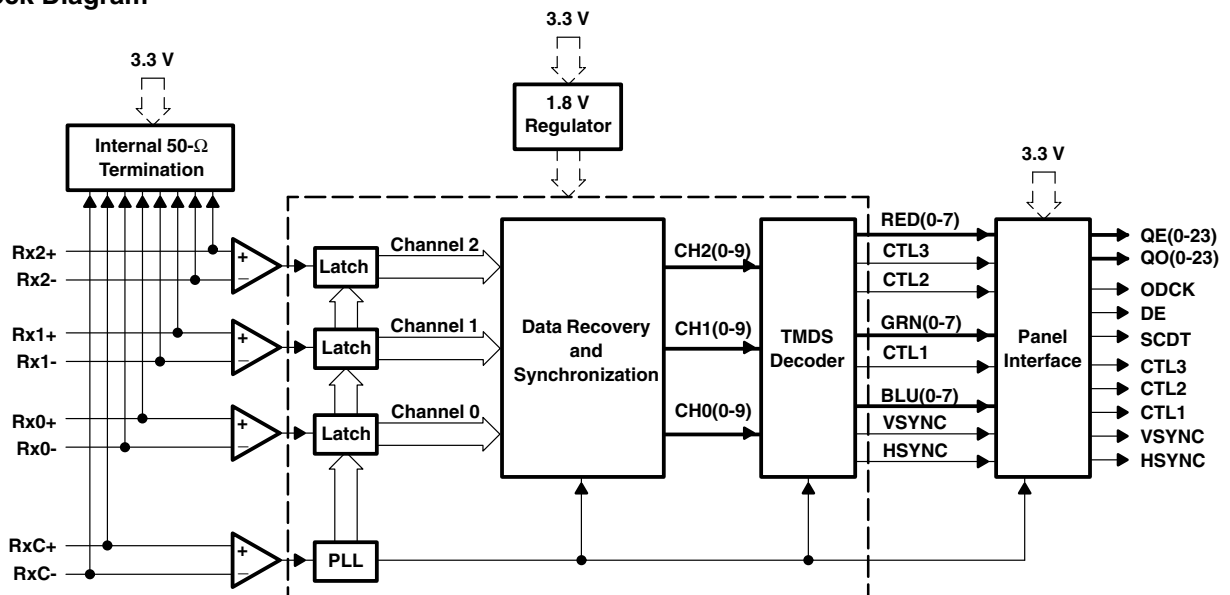 ock Diagram
3.3 V
3.3 V
1.8 V
Regulator
Internal 50-Ω
Termination
3.3 V
Rx2+
Rx2-
Rx1+
Rx1-
Rx0+
Rx0-
RxC+
RxC-
+
−
+
−
+
−
+
−
Latch
Latch
Latch
PLL
Channel 2
Channel 1
Channel 0
Data Recovery
and
Synchronization
CH2(0-9)
CH1(0-9)
CH0(0-9)
TMDS
Decoder
RED(0-7)
CTL3
CTL2
GRN(0-7)
CTL1
BLU(0-7)
VSYNC
HSYNC
Panel
Interface
QE(0-23)
QO(0-23)
ODCK
DE
SCDT
CTL3
CTL2
CTL1
VSYNC
HSYNC